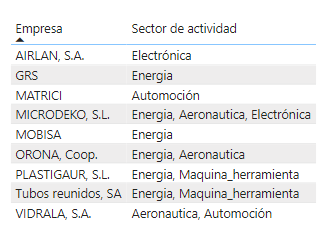 Empresa Sector de actividad
AIRLAN, S.A. Electrónica
GRS Energia
MATRICI Automoción
MICRODEKO, S.L. Energia, Aeronautica, Electrónica
MOBISA Energia
ORONA, Coop. Energia, Aeronautica
PLASTIGAUR, S.L. Energia, Maquina_herramienta
Tubos reunidos, SA Energia, Maquina_herramienta
VIDRALA, S.A. Aeronautica, Automoción